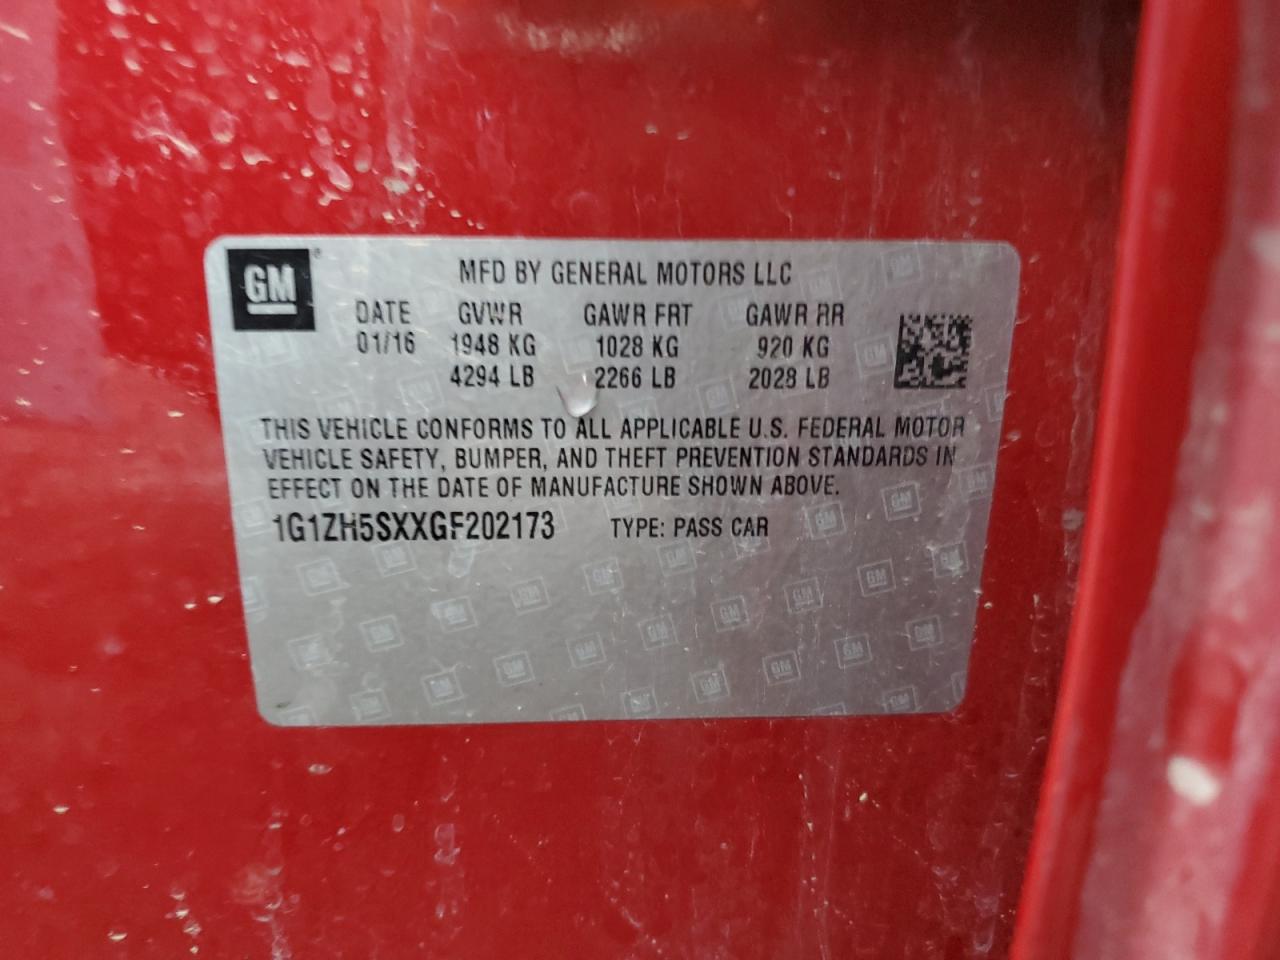 GM
MFD BY GENERAL MOTORS LLC
DATE GVWR GAWR FRT GAWR RR
01/16 1948 KG 1028 KG 920 KG
4294 LB 2266 LB 2028 LB
THIS VEHICLE CONFORMS TO ALL APPLICABLE U.S. FEDERAL MOTOR
VEHICLE SAFETY, BUMPER, AND THEFT PREVENTION STANDARDS IN
EFFECT ON THE DATE OF MANUFACTURE SHOWN ABOVE.
1G1ZH5SXXGF202173 TYPE: PASS CAR